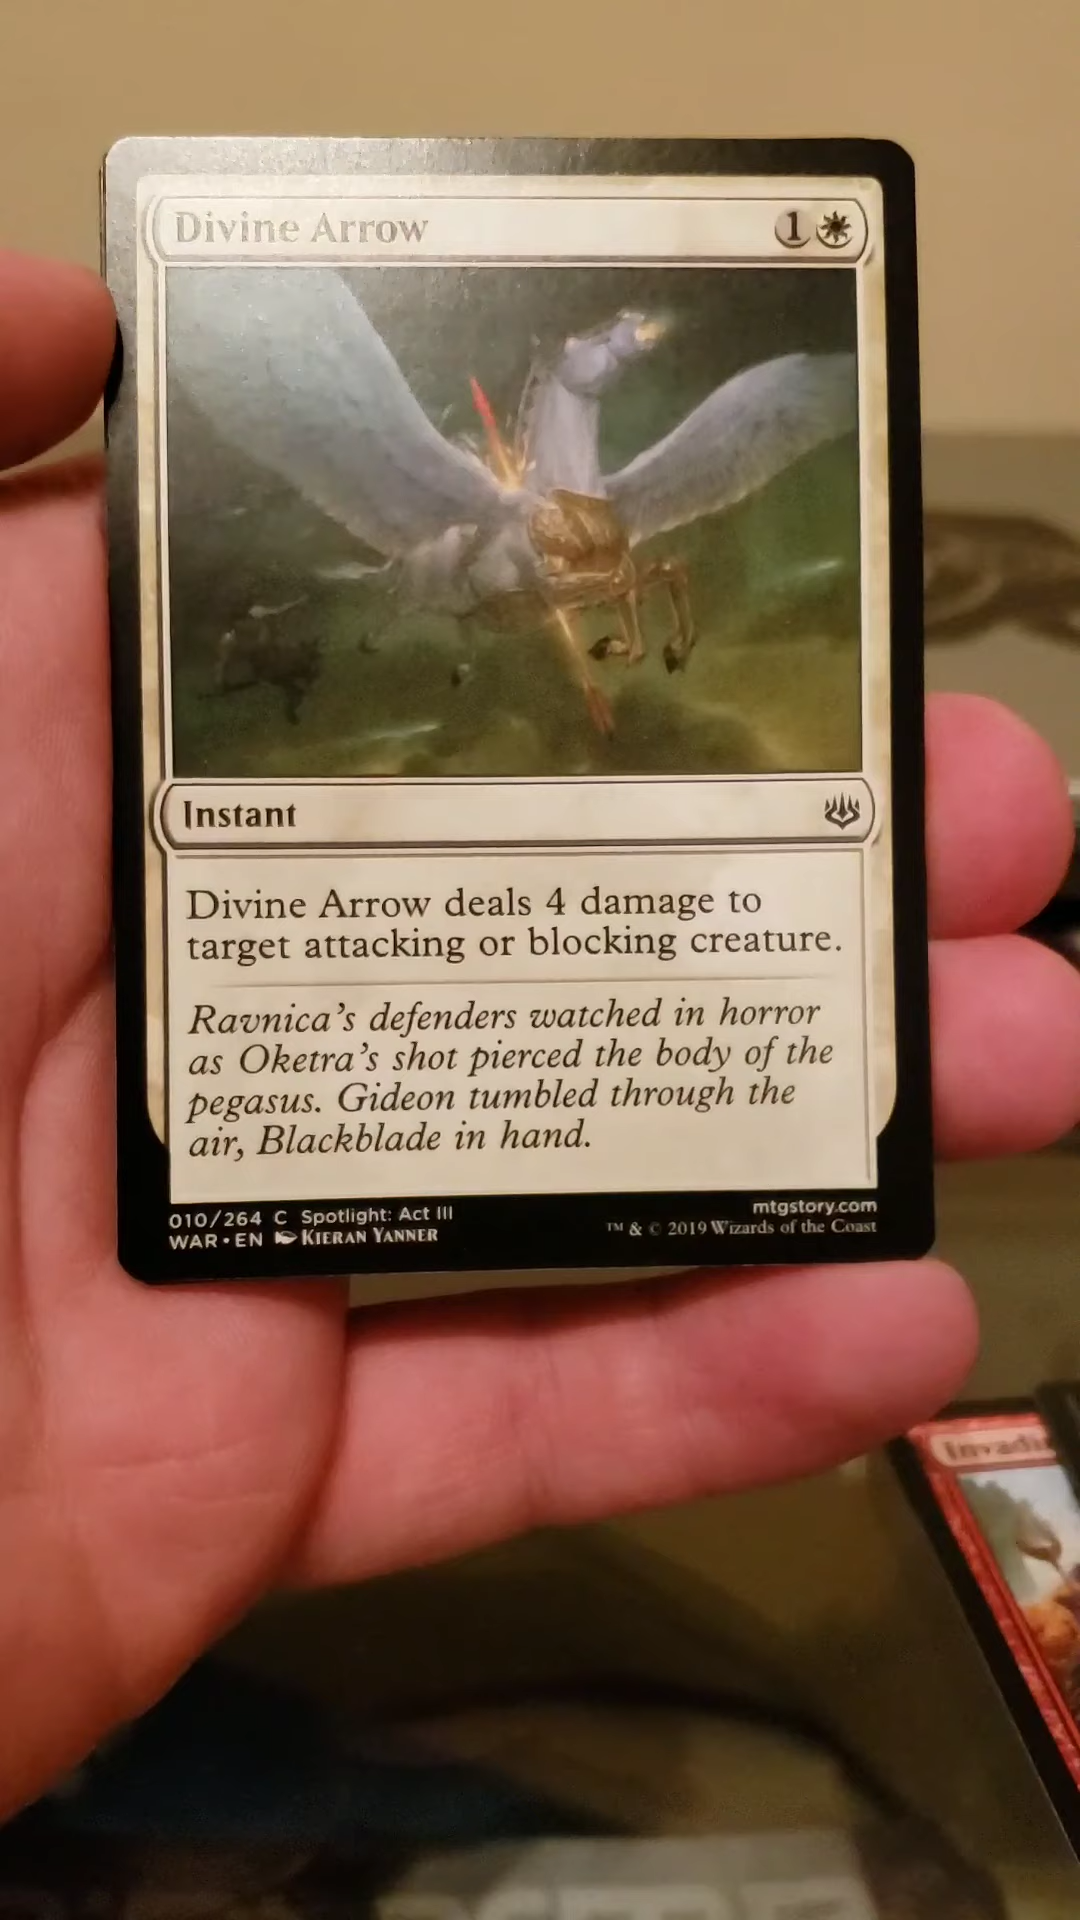 Divine Arrow
1
Instant
Divine Arrow deals 4 damage to
target attacking or blocking creature.
Ravnica's defenders watched in horror
as Oketra's shot pierced the body of the
pegasus. Gideon tumbled through the
air, Blackblade in hand.
010/264 C Spotlight: Act III
WAR • EN KIERAN YANNER
mtgstory.com
™ & © 2019 Wizards of the Coast